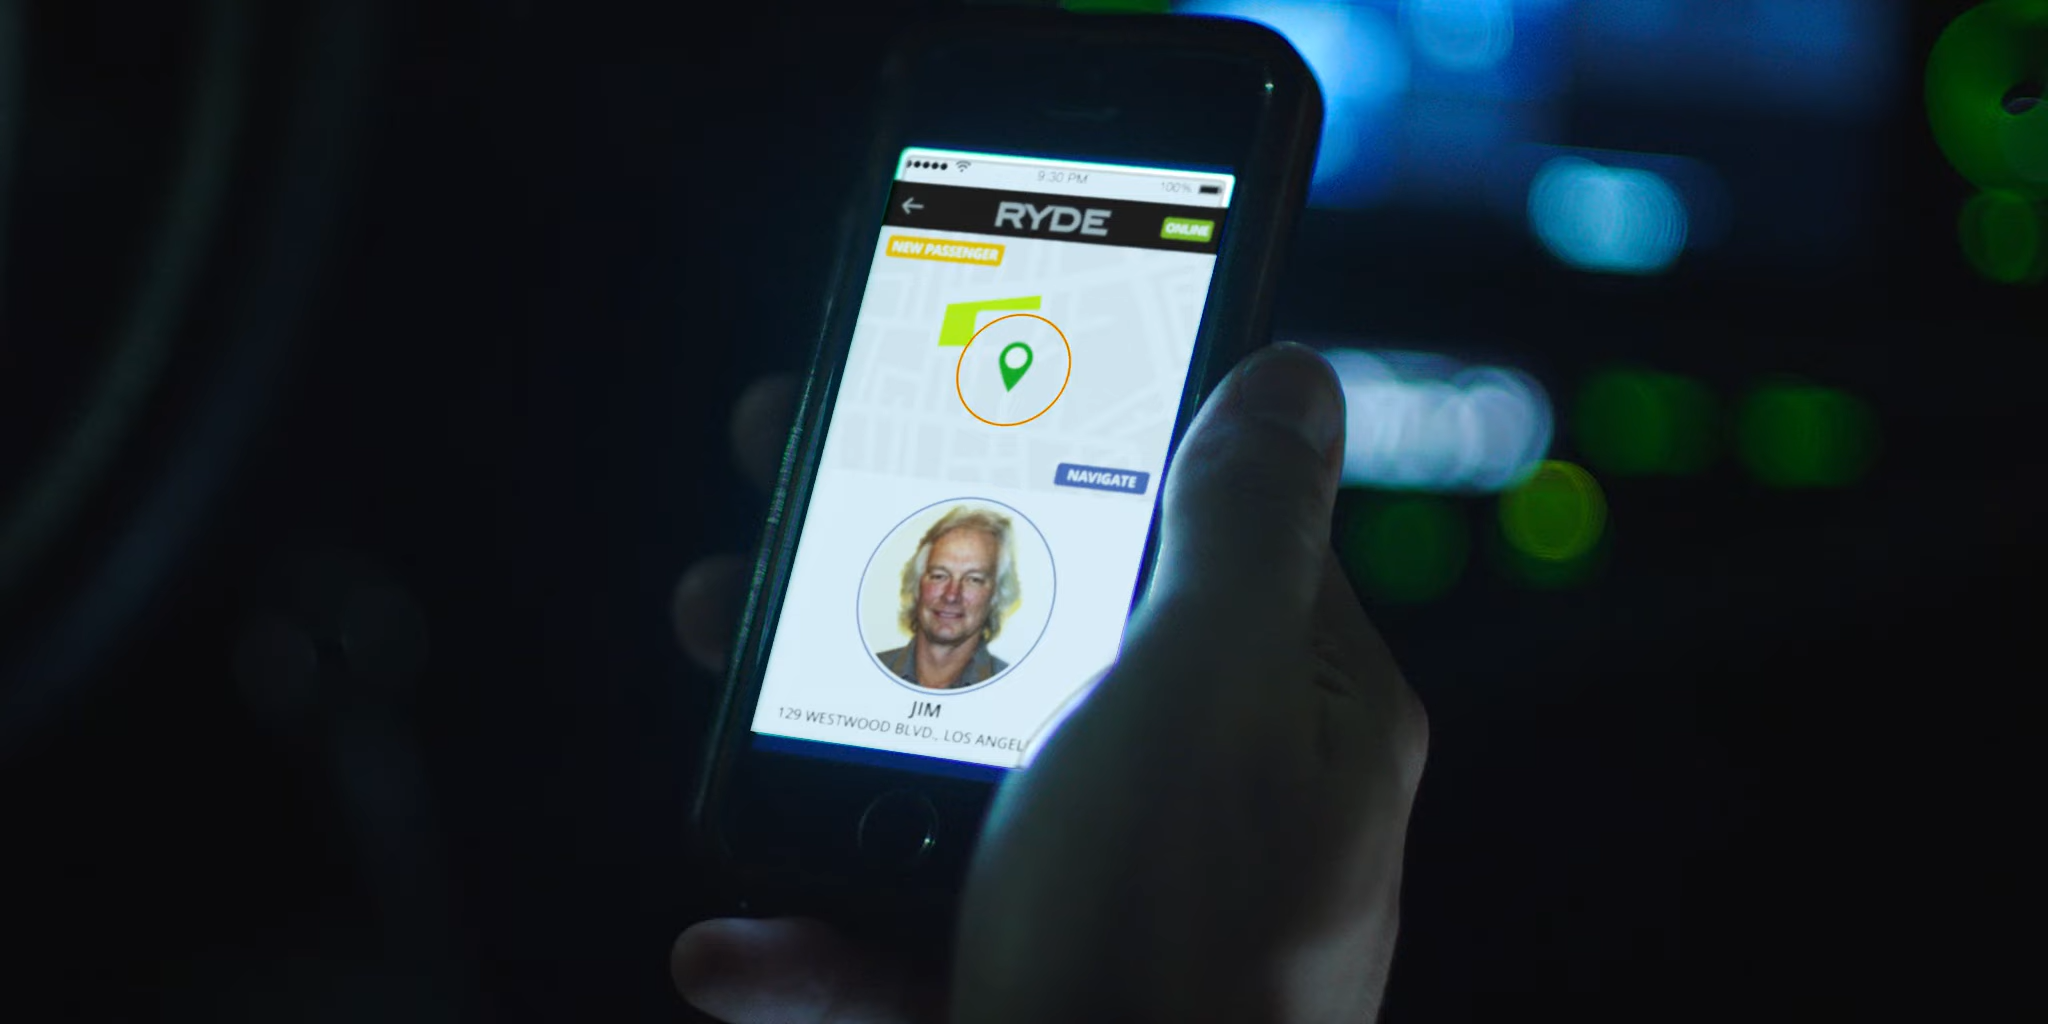 9:30 PM 100%
RYDE ONLINE
NEW PASSENGER
NAVIGATE
JIM
129 WESTWOOD BLVD., LOS ANGEL